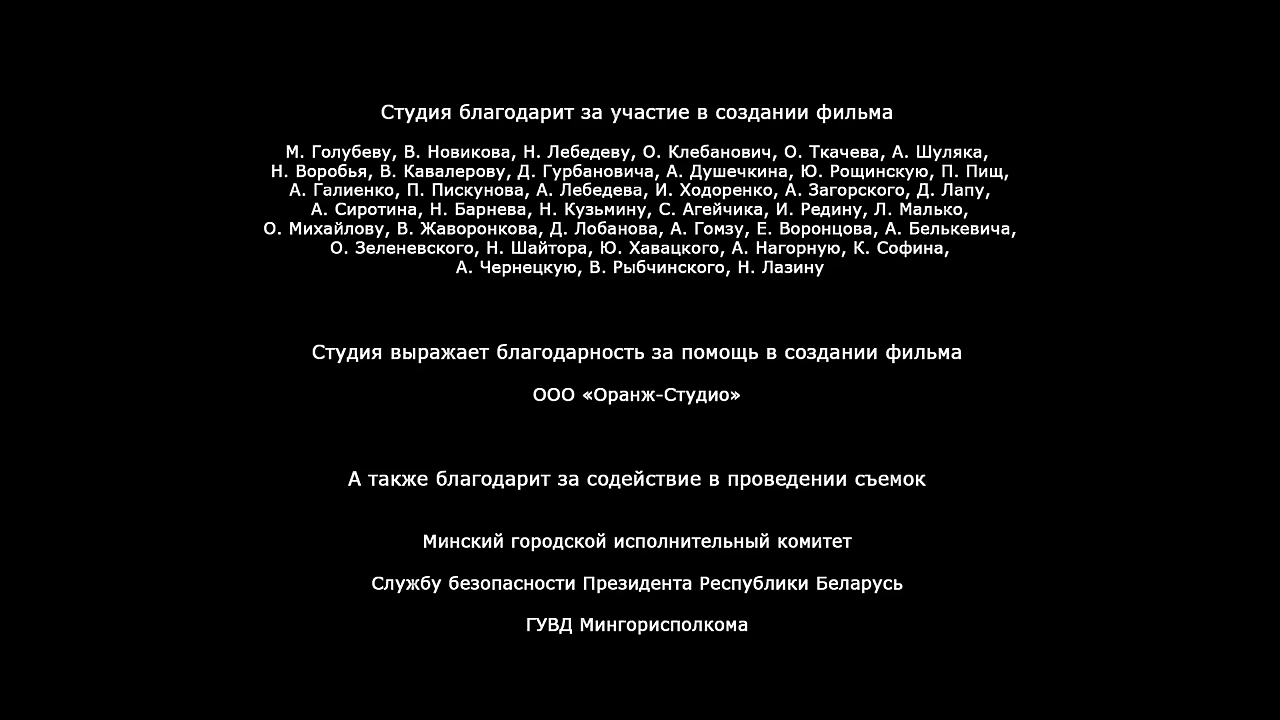 Студия благодарит за участие в создании фильма
М. Голубеву, В. Новикова, Н. Лебедеву, О. Клебанович, О. Ткачева, А. Шуляка,
Н. Воробья, В. Кавалерову, Д. Гурбановича, А. Душечкина, Ю. Рощинскую, П. Пищ,
А. Галиенко, П. Пискунова, А. Лебедева, И. Ходоренко, А. Загорского, Д. Лапу,
А. Сиротина, Н. Барнева, Н. Кузьмину, С. Агейчика, И. Редину, Л. Малько,
О. Михайлову, В. Жаворонкова, Д. Лобанова, А. Гомзу, Е. Воронцова, А. Белькевича,
О. Зеленевского, Н. Шайтора, Ю. Хавацкого, А. Нагорную, К. Софина,
А. Чернецкую, В. Рыбчинского, Н. Лазину
Студия выражает благодарность за помощь в создании фильма
ООО «Оранж-Студио»
А также благодарит за содействие в проведении съемок
Минский городской исполнительный комитет
Службу безопасности Президента Республики Беларусь
ГУВД Мингорисполкома